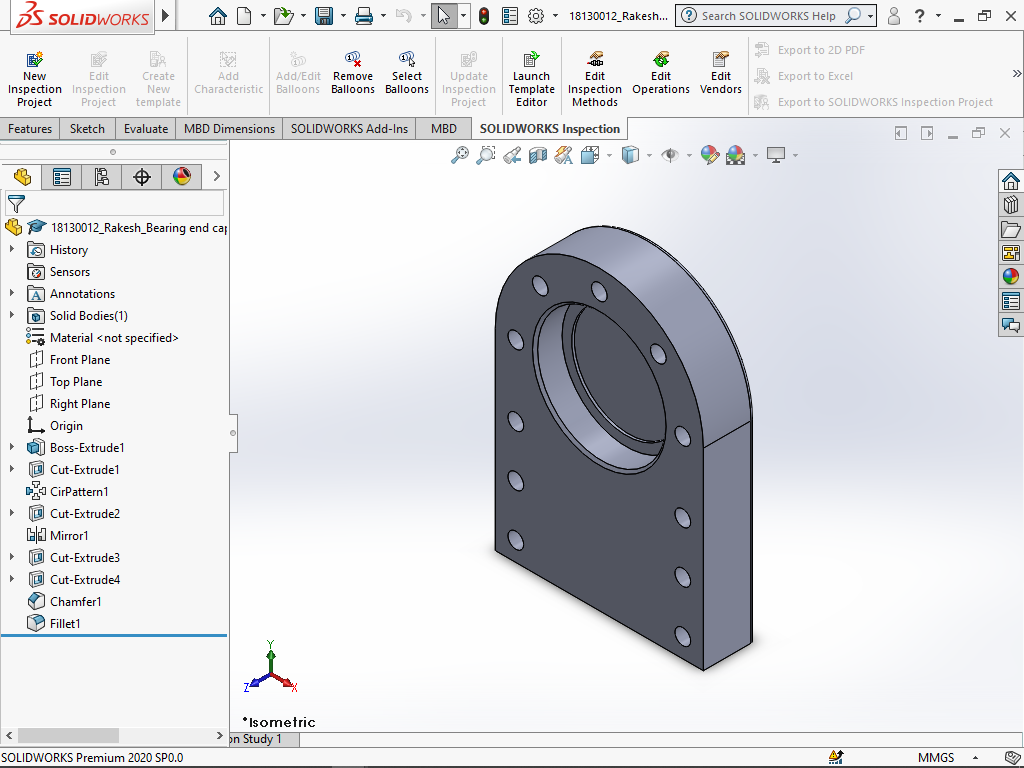 SOLIDWORKS
18130012_Rakesh...
Search SOLIDWORKS Help
New Inspection Project
Edit Inspection Project
Create New template
Add Characteristic
Add/Edit Balloons
Remove Balloons
Select Balloons
Update Inspection Project
Launch Template Editor
Edit Inspection Methods
Edit Operations
Edit Vendors
Export to 2D PDF
Export to Excel
Export to SOLIDWORKS Inspection Project
Features Sketch Evaluate MBD Dimensions SOLIDWORKS Add-Ins MBD SOLIDWORKS Inspection
18130012_Rakesh_Bearing end cap
History
Sensors
Annotations
Solid Bodies(1)
Material <not specified>
Front Plane
Top Plane
Right Plane
Origin
Boss-Extrude1
Cut-Extrude1
CirPattern1
Cut-Extrude2
Mirror1
Cut-Extrude3
Cut-Extrude4
Chamfer1
Fillet1
Y
Z X
*Isometric
on Study 1
SOLIDWORKS Premium 2020 SP0.0
MMGS